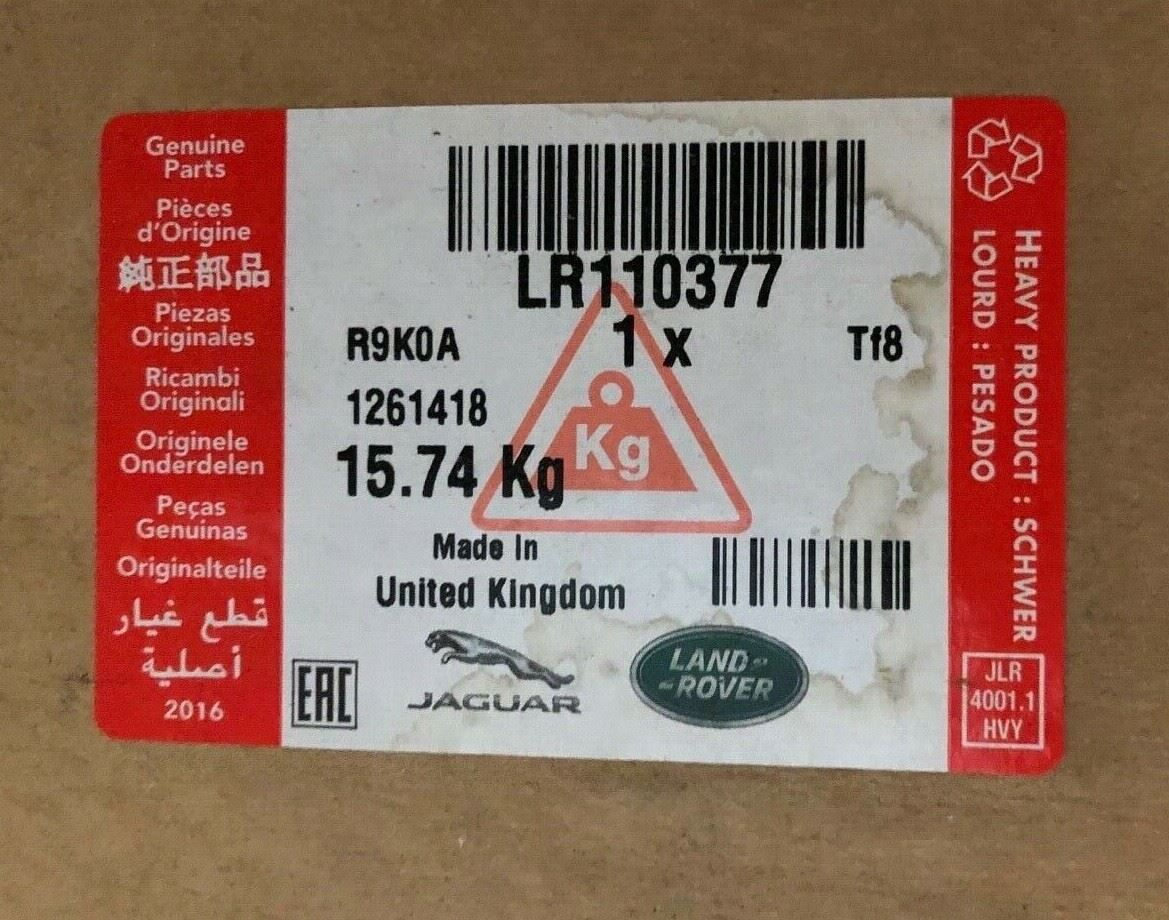 Genuine
Parts
Pièces
d'Origine
純正部品
Piezas
Originales
Ricambi
Originali
Originele
Onderdelen
Peças
Genuinas
Originalteile
قطع غيار
أصلية
2016
LR110377
R9K0A
1 x
Tf8
1261418
15.74 Kg
Kg
Made In
United Kingdom
EAC
JAGUAR
LAND-
-ROVER
HEAVY PRODUCT : SCHWER
LOURD : PESADO
JLR
4001.1
HVY